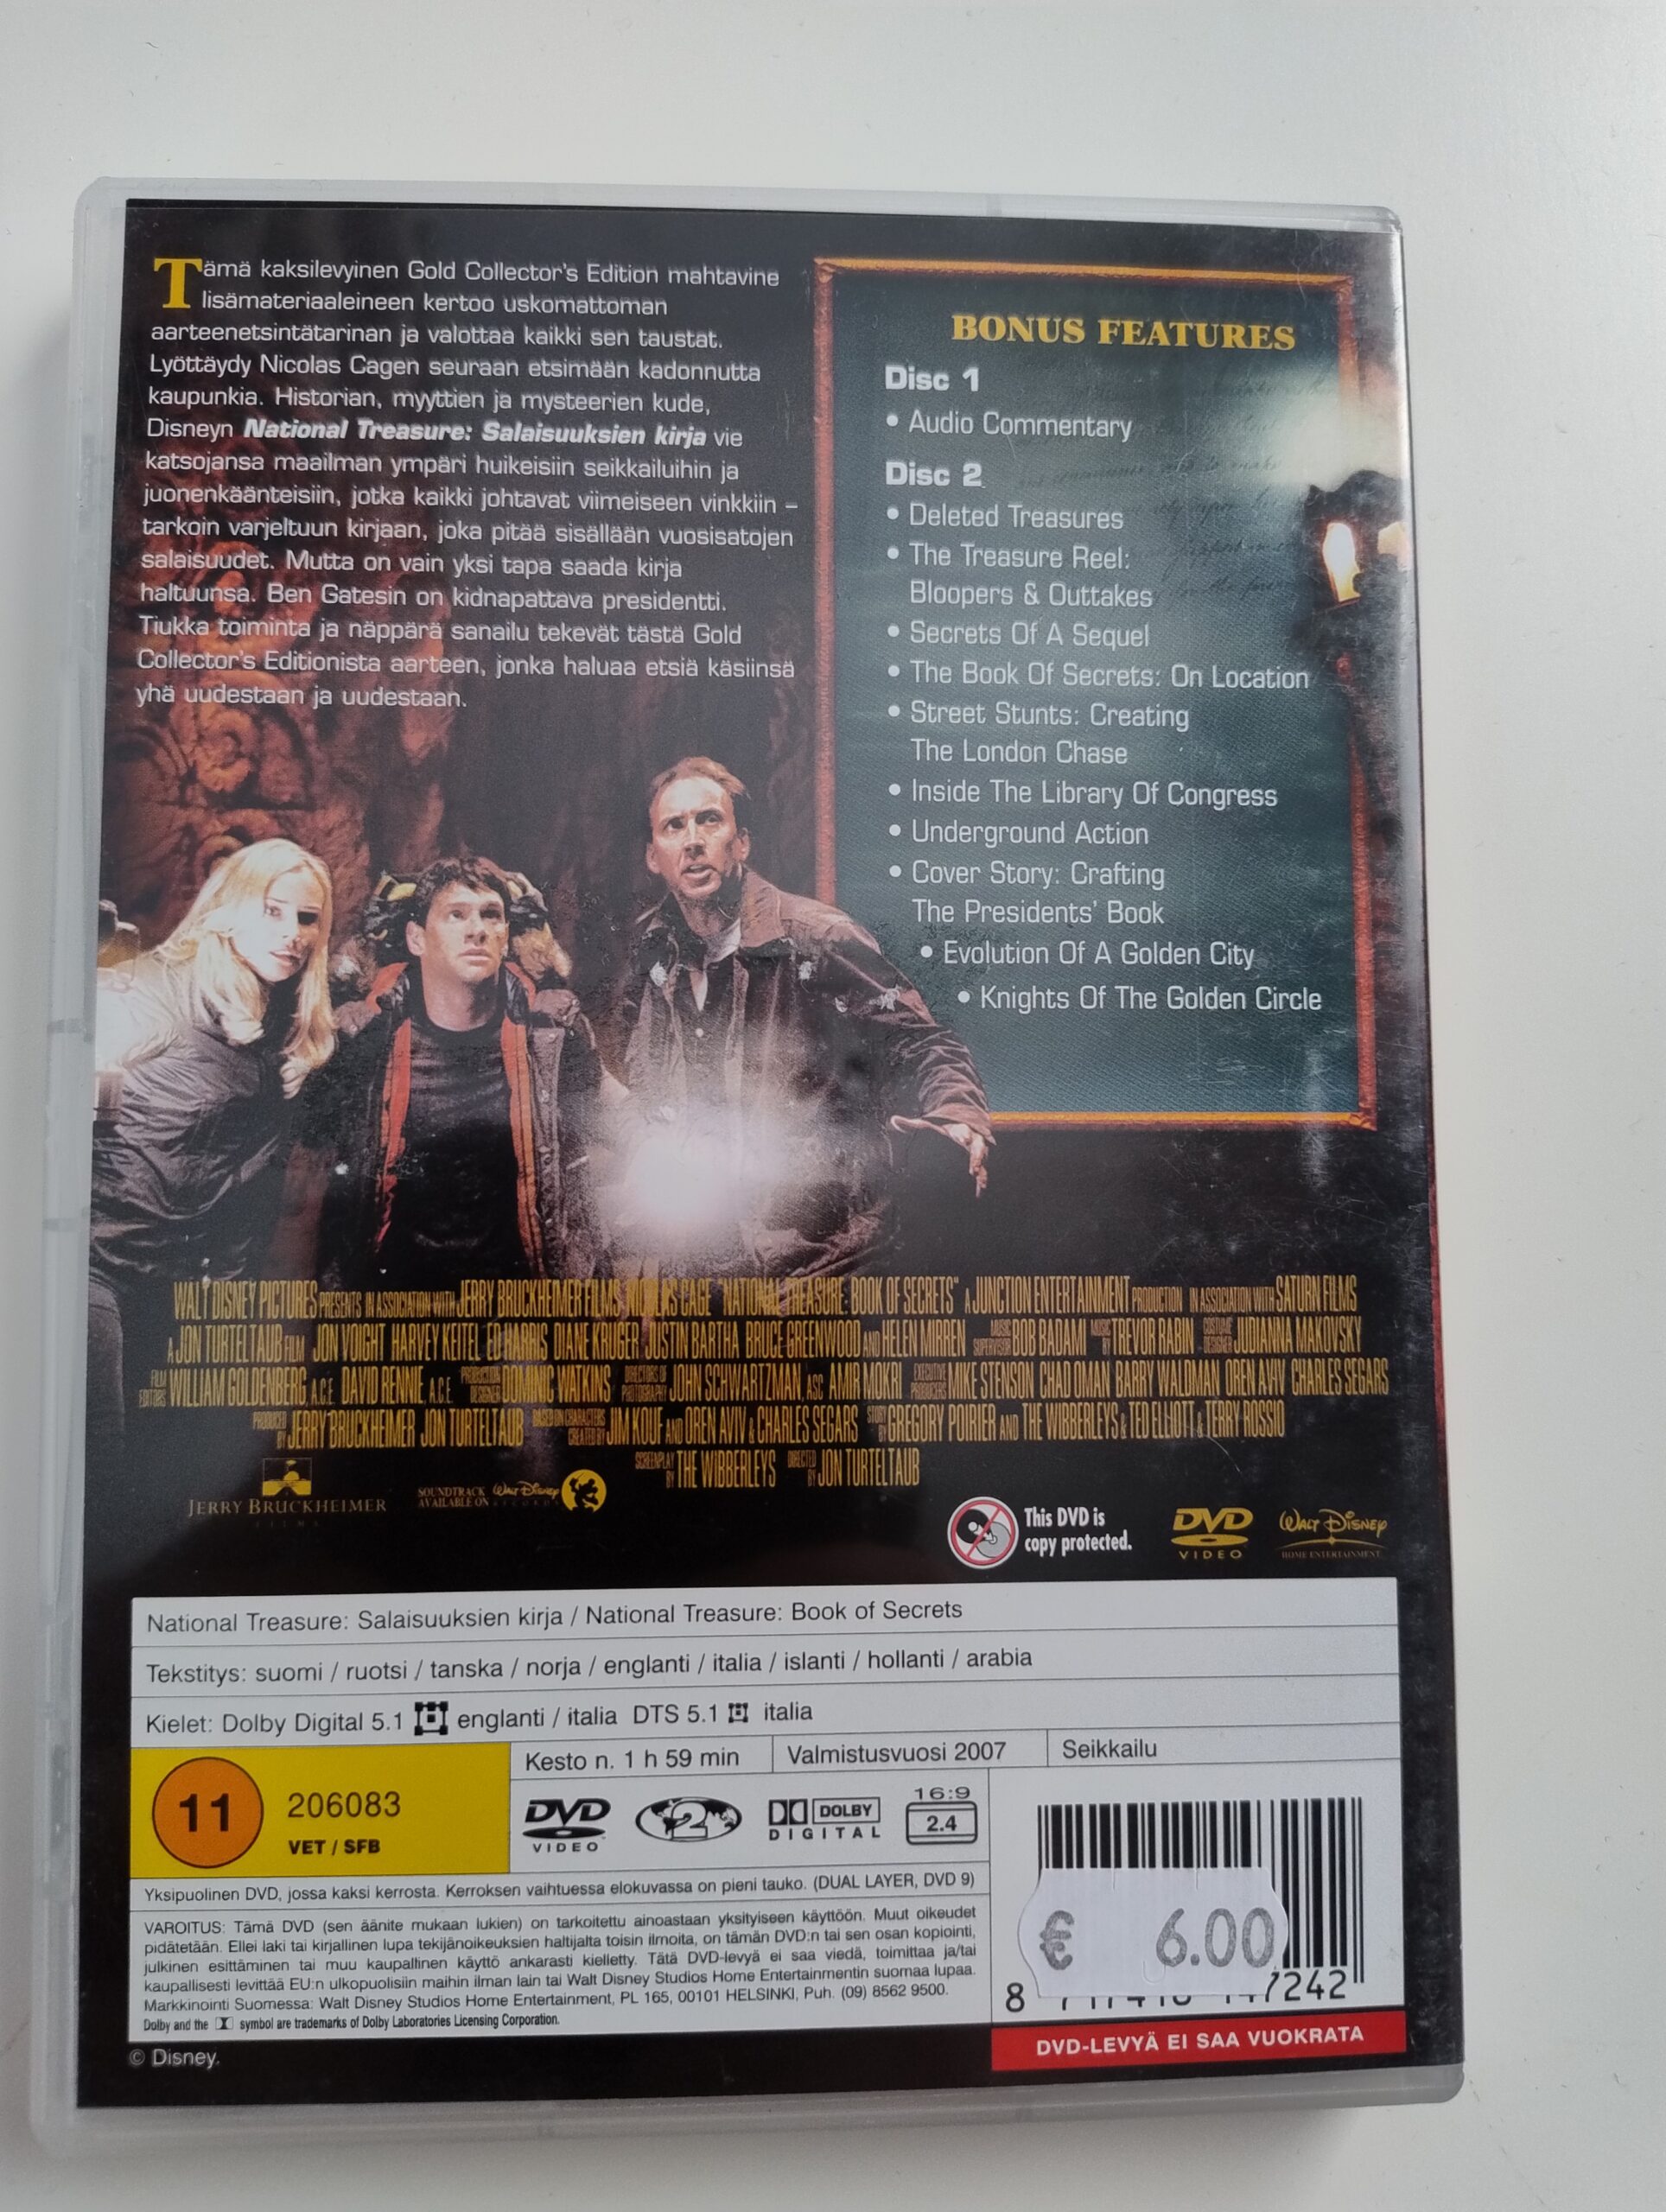 Tämä kaksilevyinen Gold Collector's Edition mahtavine
lisämateriaaleineen kertoo uskomattoman
aarteenetsintätarinan ja valottaa kaikki sen taustat.
Lyöttäydy Nicolas Cagen seuraan etsimään kadonnutta
kaupunkia. Historian, myyttien ja mysteerien kude,
Disneyn National Treasure: Salaisuuksien kirja vie
katsojansa maailman ympäri huikeisiin seikkailuihin ja
juonenkäänteisiin, jotka kaikki johtavat viimeiseen vinkkiin –
tarkoin varjeltuun kirjaan, joka pitää sisällään vuosisatojen
salaisuudet. Mutta on vain yksi tapa saada kirja
haltuunsa. Ben Gatesin on kidnapattava presidentti.
Tiukka toiminta ja näppärä sanailu tekevät tästä Gold
Collector's Editionista aarteen, jonka haluaa etsiä käsiinsä
yhä uudestaan ja uudestaan.
BONUS FEATURES
Disc 1
• Audio Commentary
Disc 2
• Deleted Treasures
• The Treasure Reel:
Bloopers & Outtakes
• Secrets Of A Sequel
• The Book Of Secrets: On Location
• Street Stunts: Creating
The London Chase
• Inside The Library Of Congress
• Underground Action
• Cover Story: Crafting
The Presidents' Book
• Evolution Of A Golden City
• Knights Of The Golden Circle
WALT DISNEY PICTURES PRESENTS IN ASSOCIATION WITH JERRY BRUCKHEIMER FILMS NICOLAS CAGE "NATIONAL TREASURE: BOOK OF SECRETS" A JUNCTION ENTERTAINMENT PRODUCTION IN ASSOCIATION WITH SATURN FILMS
A JON TURTELTAUB FILM JON VOIGHT HARVEY KEITEL ED HARRIS DIANE KRUGER JUSTIN BARTHA BRUCE GREENWOOD AND HELEN MIRREN MUSIC SUPERVISOR BOB BADAMI MUSIC BY TREVOR RABIN COSTUME DESIGNER JUDIANNA MAKOVSKY
FILM EDITORS WILLIAM GOLDENBERG, A.C.E. DAVID RENNIE, A.C.E. PRODUCTION DESIGNER DOMINIC WATKINS DIRECTORS OF PHOTOGRAPHY JOHN SCHWARTZMAN, ASC AMIR MOKRI EXECUTIVE PRODUCERS MIKE STENSON CHAD OMAN BARRY WALDMAN OREN AVIV CHARLES SEGARS
PRODUCED BY JERRY BRUCKHEIMER JON TURTELTAUB BASED ON CHARACTERS CREATED BY JIM KOUF AND OREN AVIV & CHARLES SEGARS STORY BY GREGORY POIRIER AND THE WIBBERLEYS & TED ELLIOTT & TERRY ROSSIO
SCREENPLAY BY THE WIBBERLEYS DIRECTED BY JON TURTELTAUB
JERRY BRUCKHEIMER
FILMS
SOUNDTRACK AVAILABLE ON WALT DISNEY RECORDS
This DVD is
copy protected.
DVD VIDEO
WALT DISNEY
HOME ENTERTAINMENT
National Treasure: Salaisuuksien kirja / National Treasure: Book of Secrets
Tekstitys: suomi / ruotsi / tanska / norja / englanti / italia / islanti / hollanti / arabia
Kielet: Dolby Digital 5.1 englanti / italia DTS 5.1 italia
Kesto n. 1 h 59 min Valmistusvuosi 2007 Seikkailu
11 206083
VET / SFB
DVD VIDEO 2 DOLBY DIGITAL 16:9 2.4
Yksipuolinen DVD, jossa kaksi kerrosta. Kerroksen vaihtuessa elokuvassa on pieni tauko. (DUAL LAYER, DVD 9)
VAROITUS: Tämä DVD (sen äänite mukaan lukien) on tarkoitettu ainoastaan yksityiseen käyttöön. Muut oikeudet
pidätetään. Ellei laki tai kirjallinen lupa tekijänoikeuksien haltijalta toisin ilmoita, on tämän DVD:n tai sen osan kopiointi,
julkinen esittäminen tai muu kaupallinen käyttö ankarasti kielletty. Tätä DVD-levyä ei saa viedä, toimittaa ja/tai
kaupallisesti levittää EU:n ulkopuolisiin maihin ilman lain tai Walt Disney Studios Home Entertainmentin suomaa lupaa.
Markkinointi Suomessa: Walt Disney Studios Home Entertainment, PL 165, 00101 HELSINKI, Puh. (09) 8562 9500.
Dolby and the symbol are trademarks of Dolby Laboratories Licensing Corporation.
€ 6.00
8 7242
DVD-LEVYÄ EI SAA VUOKRATA
© Disney.